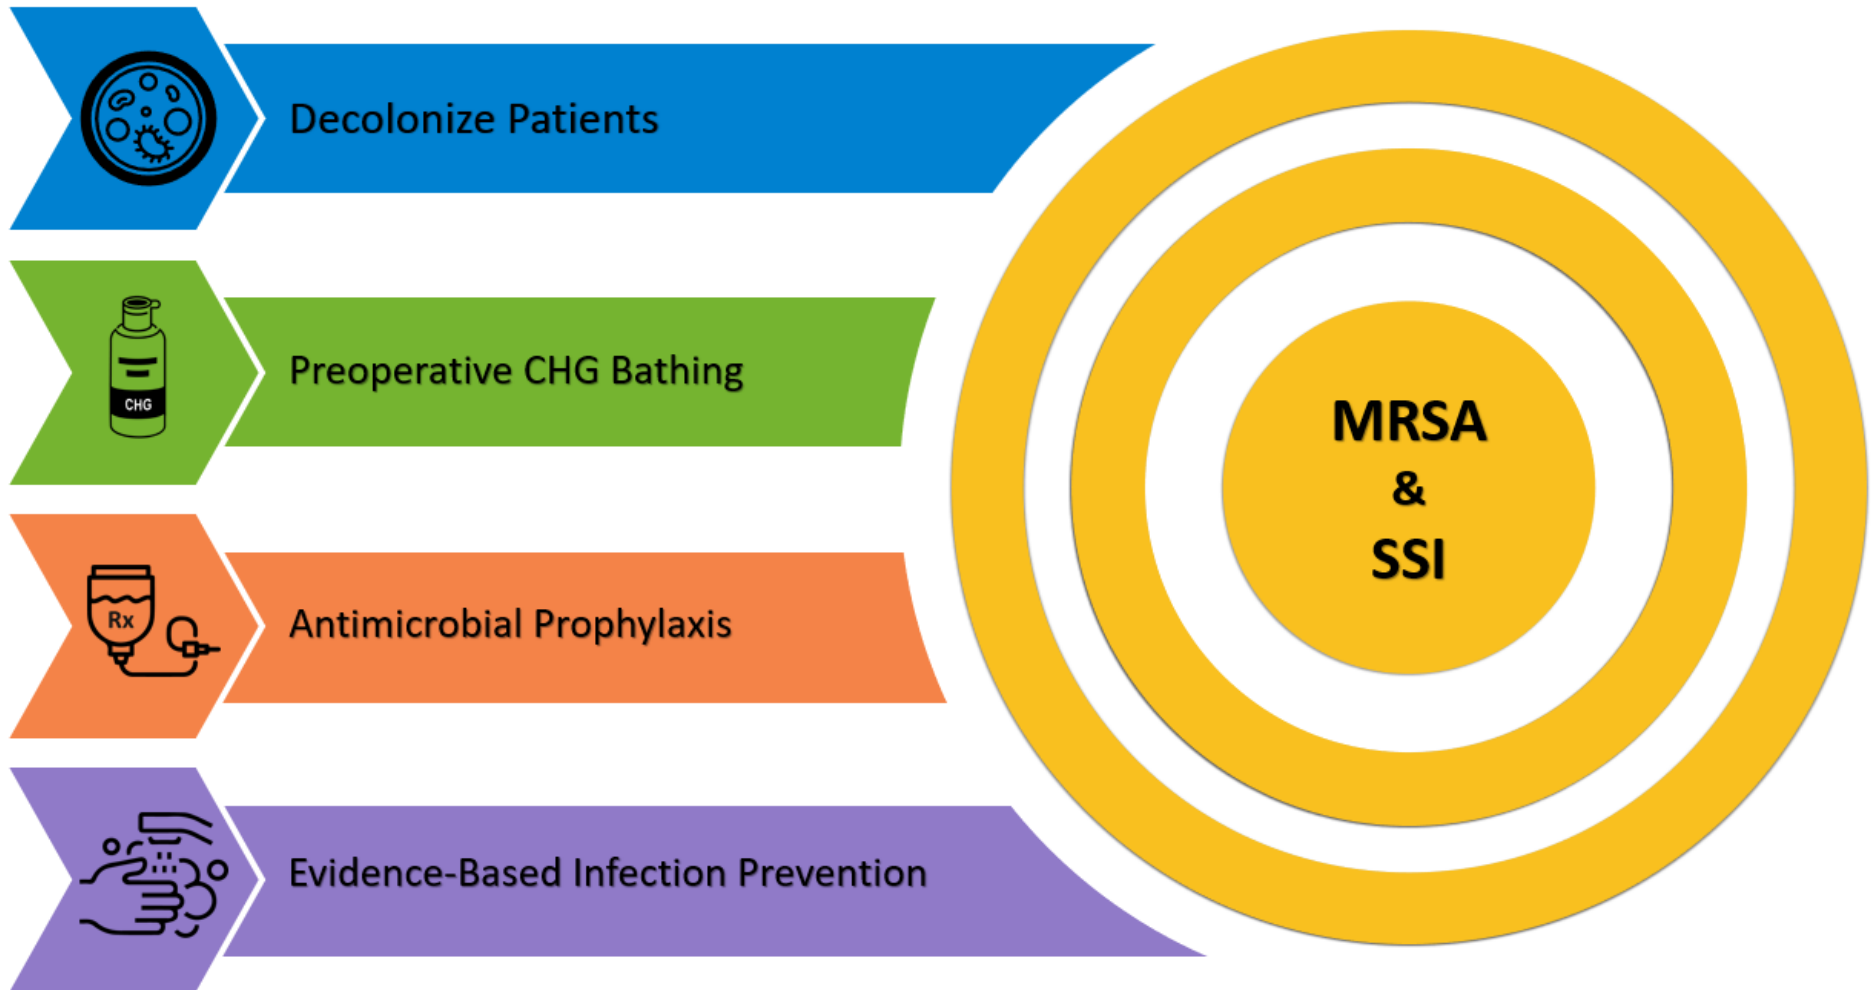 Decolonize Patients
CHG
Preoperative CHG Bathing
Rx
Antimicrobial Prophylaxis
Evidence-Based Infection Prevention
MRSA
&
SSI